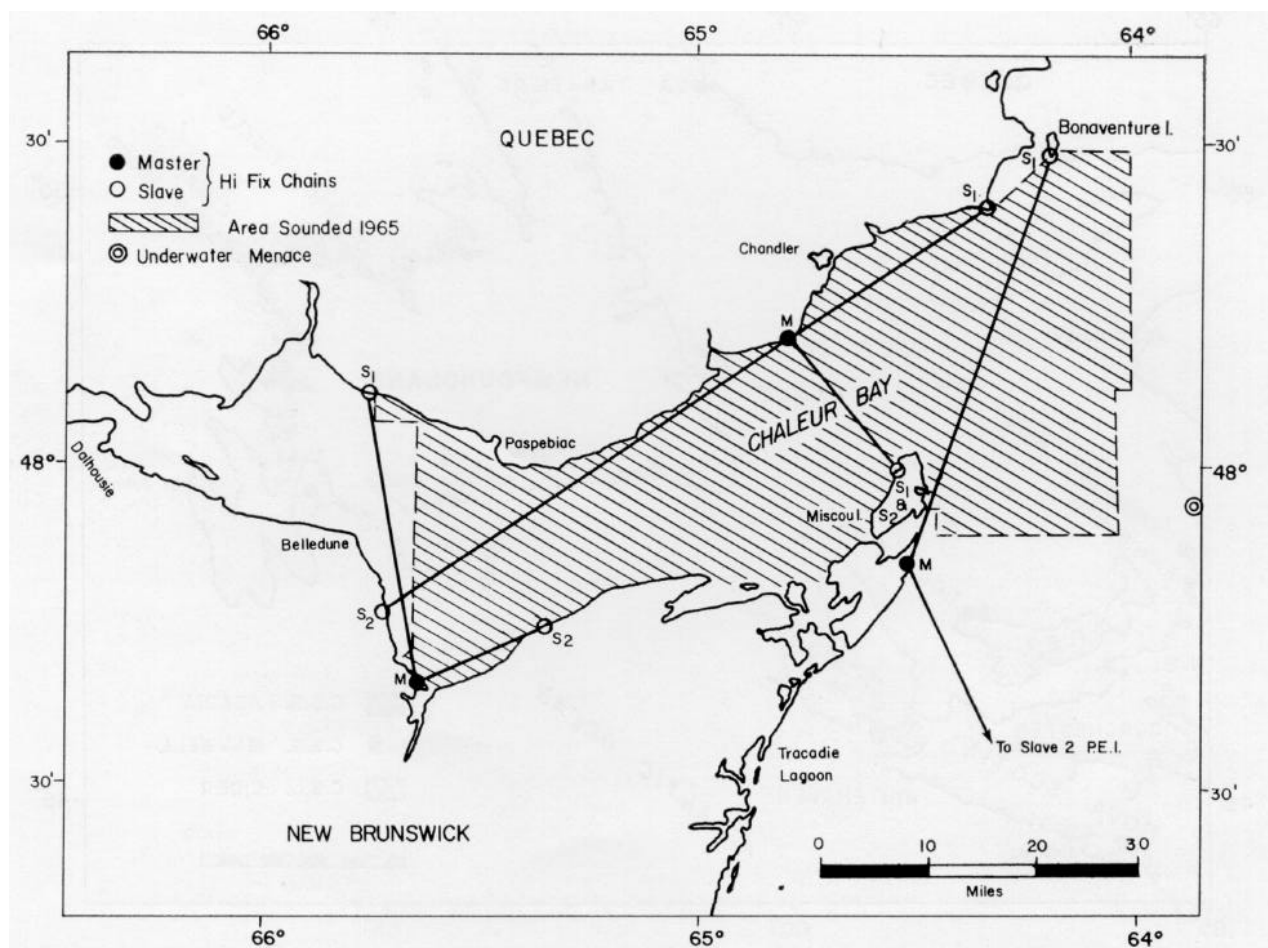 66°
65°
64°
30'
QUEBEC
Bonaventure I.
30'
Master
Slave
Hi Fix Chains
S1
S1
Area Sounded 1965
Chandler
Underwater Menace
M
S1
CHALEUR BAY
Paspebiac
48°
48°
Dalhousie
S1
&
S2
Miscou I.
Belledune
M
S2
S2
M
To Slave 2 P.E.I.
Tracadie
Lagoon
30'
30'
NEW BRUNSWICK
0 10 20 30
Miles
66°
65°
64°